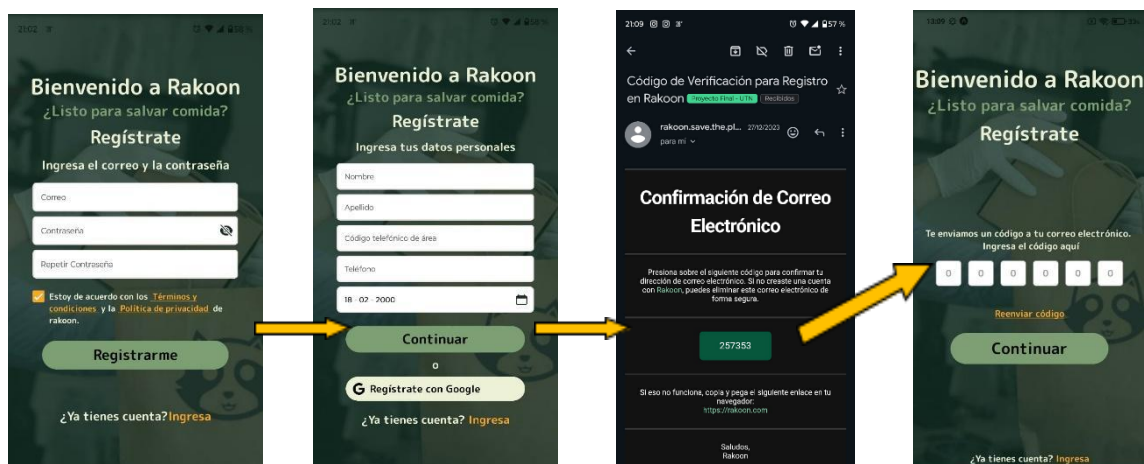 21:02
58 %
Bienvenido a Rakoon
¿Listo para salvar comida?
Regístrate
Ingresa el correo y la contraseña
Correo
Contraseña
Repetir Contraseña
Estoy de acuerdo con los Términos y
condiciones y la Política de privacidad de
rakoon.
Registrarme
¿Ya tienes cuenta? Ingresa
21:02
58 %
Bienvenido a Rakoon
¿Listo para salvar comida?
Regístrate
Ingresa tus datos personales
Nombre
Apellido
Código telefónico de área
Teléfono
18 - 02 - 2000
Continuar
o
G Regístrate con Google
¿Ya tienes cuenta? Ingresa
21:09
57 %
Código de Verificación para Registro
en Rakoon Proyecto Final - UTN Recibidos
rakoon.save.the.pl... 27/12/2023
para mí
Confirmación de Correo
Electrónico
Presiona sobre el siguiente código para confirmar tu
dirección de correo electrónico. Si no creaste una cuenta
con Rakoon, puedes eliminar este correo electrónico de
forma segura.
257353
Si eso no funciona, copia y pega el siguiente enlace en tu
navegador:
https://rakoon.com
Saludos,
Rakoon
13:09
Bienvenido a Rakoon
¿Listo para salvar comida?
Regístrate
Te enviamos un código a tu correo electrónico.
Ingresa el código aquí
0 0 0 0 0 0
Reenviar código
Continuar
¿Ya tienes cuenta? Ingresa